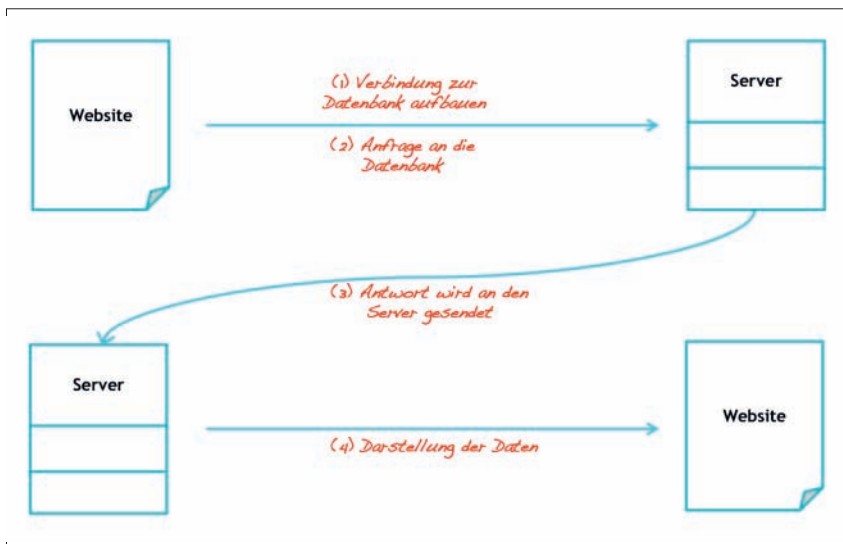 Website
(1) Verbindung zur
Datenbank aufbauen
(2) Anfrage an die
Datenbank
Server
(3) Antwort wird an den
Server gesendet
Server
(4) Darstellung der Daten
Website